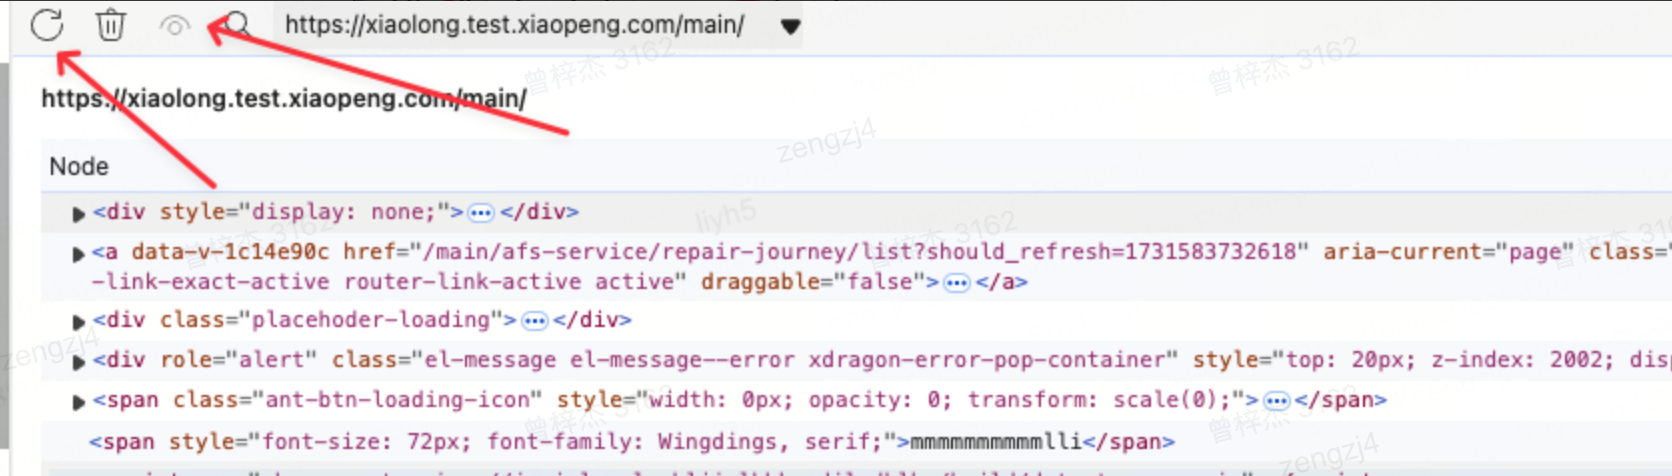 https://xiaolong.test.xiaopeng.com/main/
https://xiaolong.test.xiaopeng.com/main/
曾梓杰 3162
曾梓杰 3162
zengzj4
Node
<div style="display: none;"></div>
liyh5
曾梓杰 3162
曾梓杰 3162
<a data-v-1c14e90c href="/main/afs-service/repair-journey/list?should_refresh=1731583732618" aria-current="page" class="
-link-exact-active router-link-active active" draggable="false"></a>
<div class="placehoder-loading"></div>
zengzj4
<div role="alert" class="el-message el-message--error xdragon-error-pop-container" style="top: 20px; z-index: 2002; disp
<span class="ant-btn-loading-icon" style="width: 0px; opacity: 0; transform: scale(0);"></span>
曾梓杰 3162
曾梓杰 3162
<span style="font-size: 72px; font-family: Wingdings, serif;">mmmmmmmmmmlli</span>
zengzj4